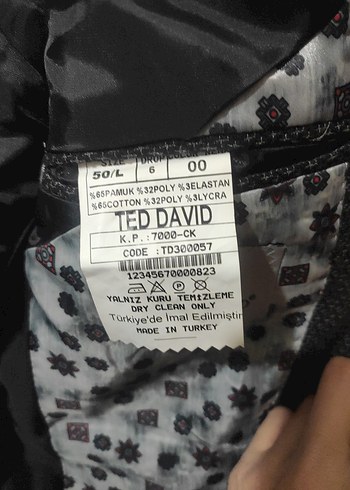 SIZE DROP
50/L 6 00
%65PAMUK %32POLY %3ELASTAN
%65COTTON %32POLY %3LYCRA
TED DAVID
K.P.:7000-CK
CODE :TD300057
12345670000823
YALNIZ KURU TEMİZLEME
DRY CLEAN ONLY
Türkiye'de İmal Edilmiştir
MADE IN TURKEY